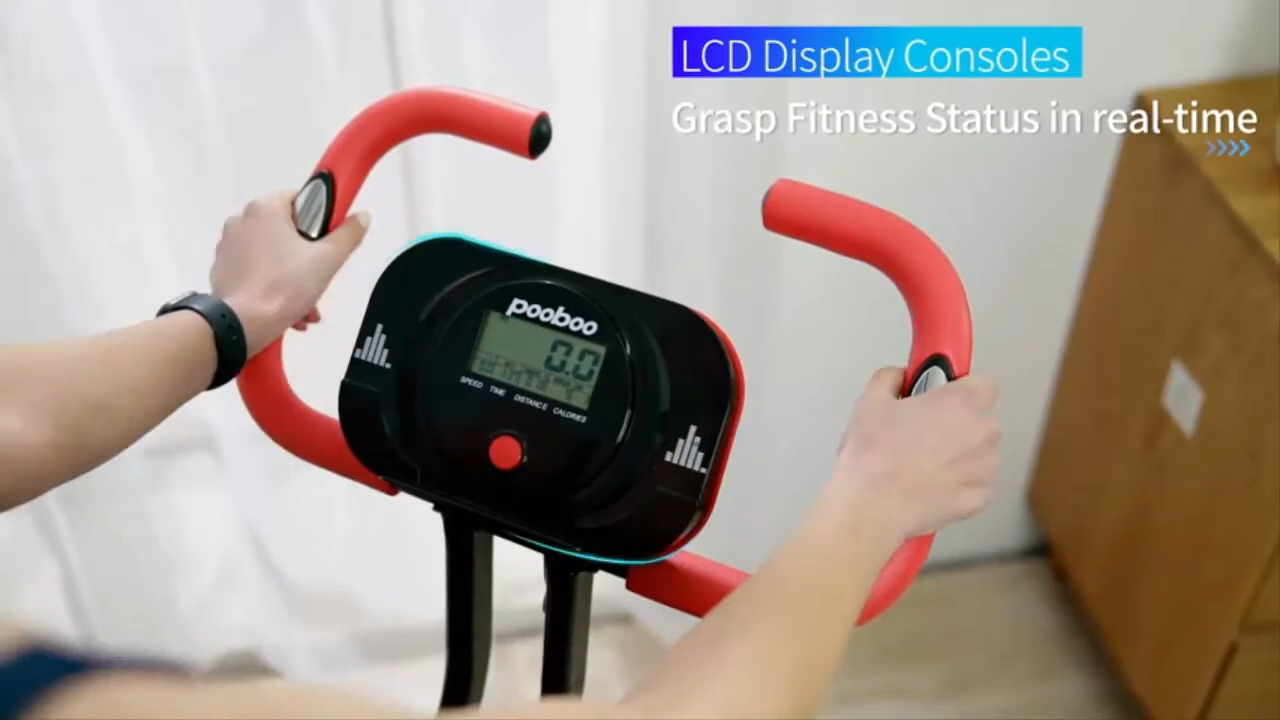 LCD Display Consoles
Grasp Fitness Status in real-time
pooboo
0.0
SPEED TIME DISTANCE CALORIES